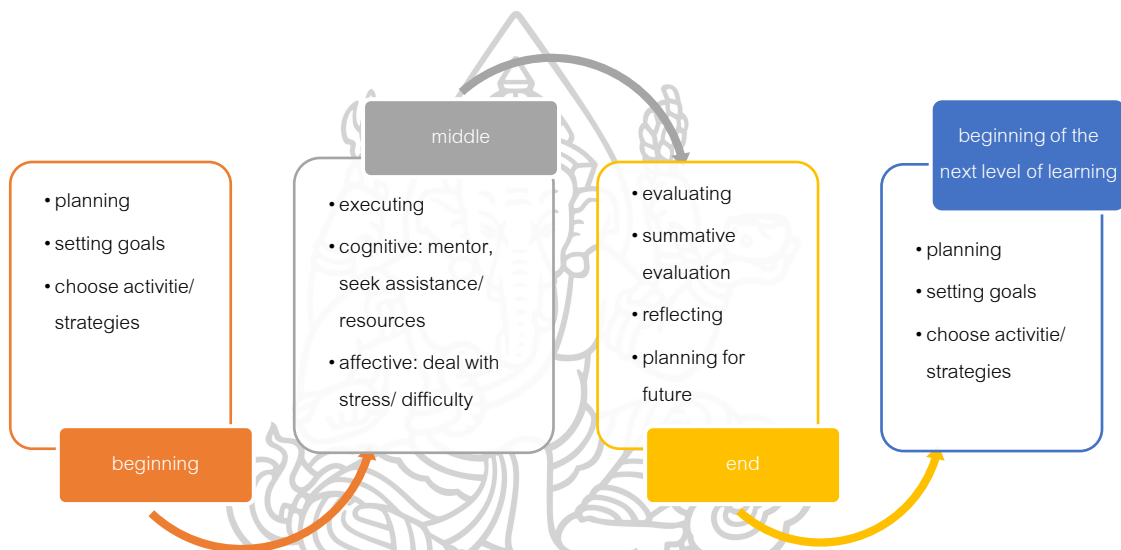 beginning
• planning
• setting goals
• choose activitie/
strategies
middle
• executing
• cognitive: mentor,
seek assistance/
resources
• affective: deal with
stress/ difficulty
end
• evaluating
• summative
evaluation
• reflecting
• planning for
future
beginning of the
next level of learning
• planning
• setting goals
• choose activitie/
strategies